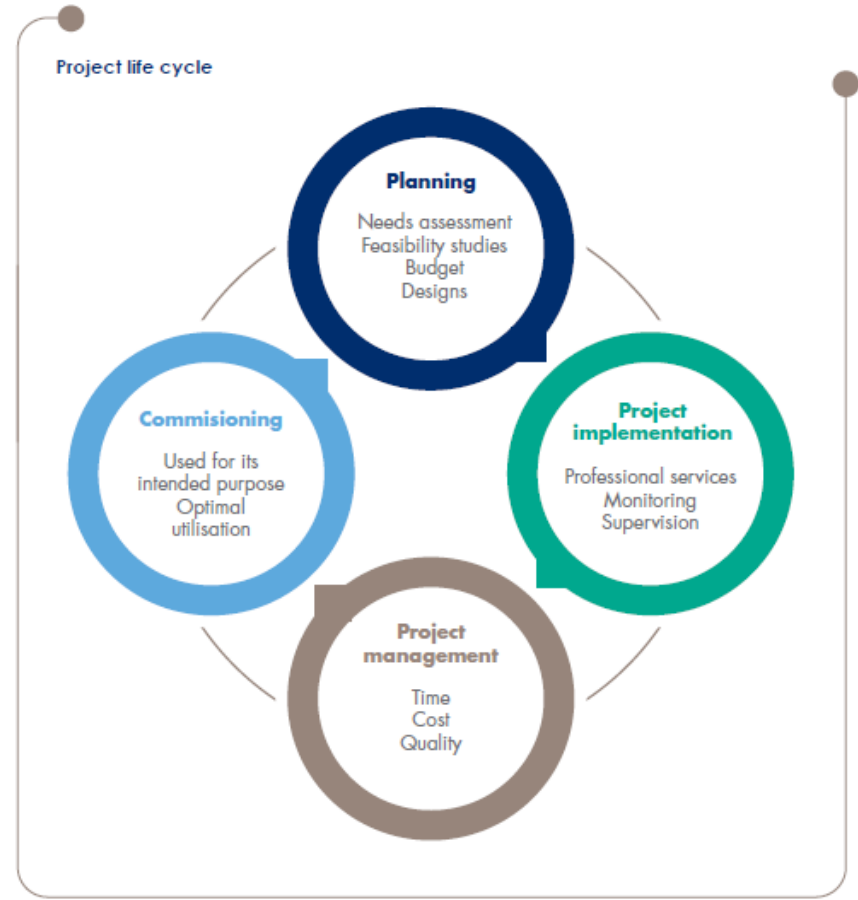 Project life cycle
Planning
Needs assessment
Feasibility studies
Budget
Designs
Project
implementation
Professional services
Monitoring
Supervision
Project
management
Time
Cost
Quality
Commisioning
Used for its
intended purpose
Optimal
utilisation